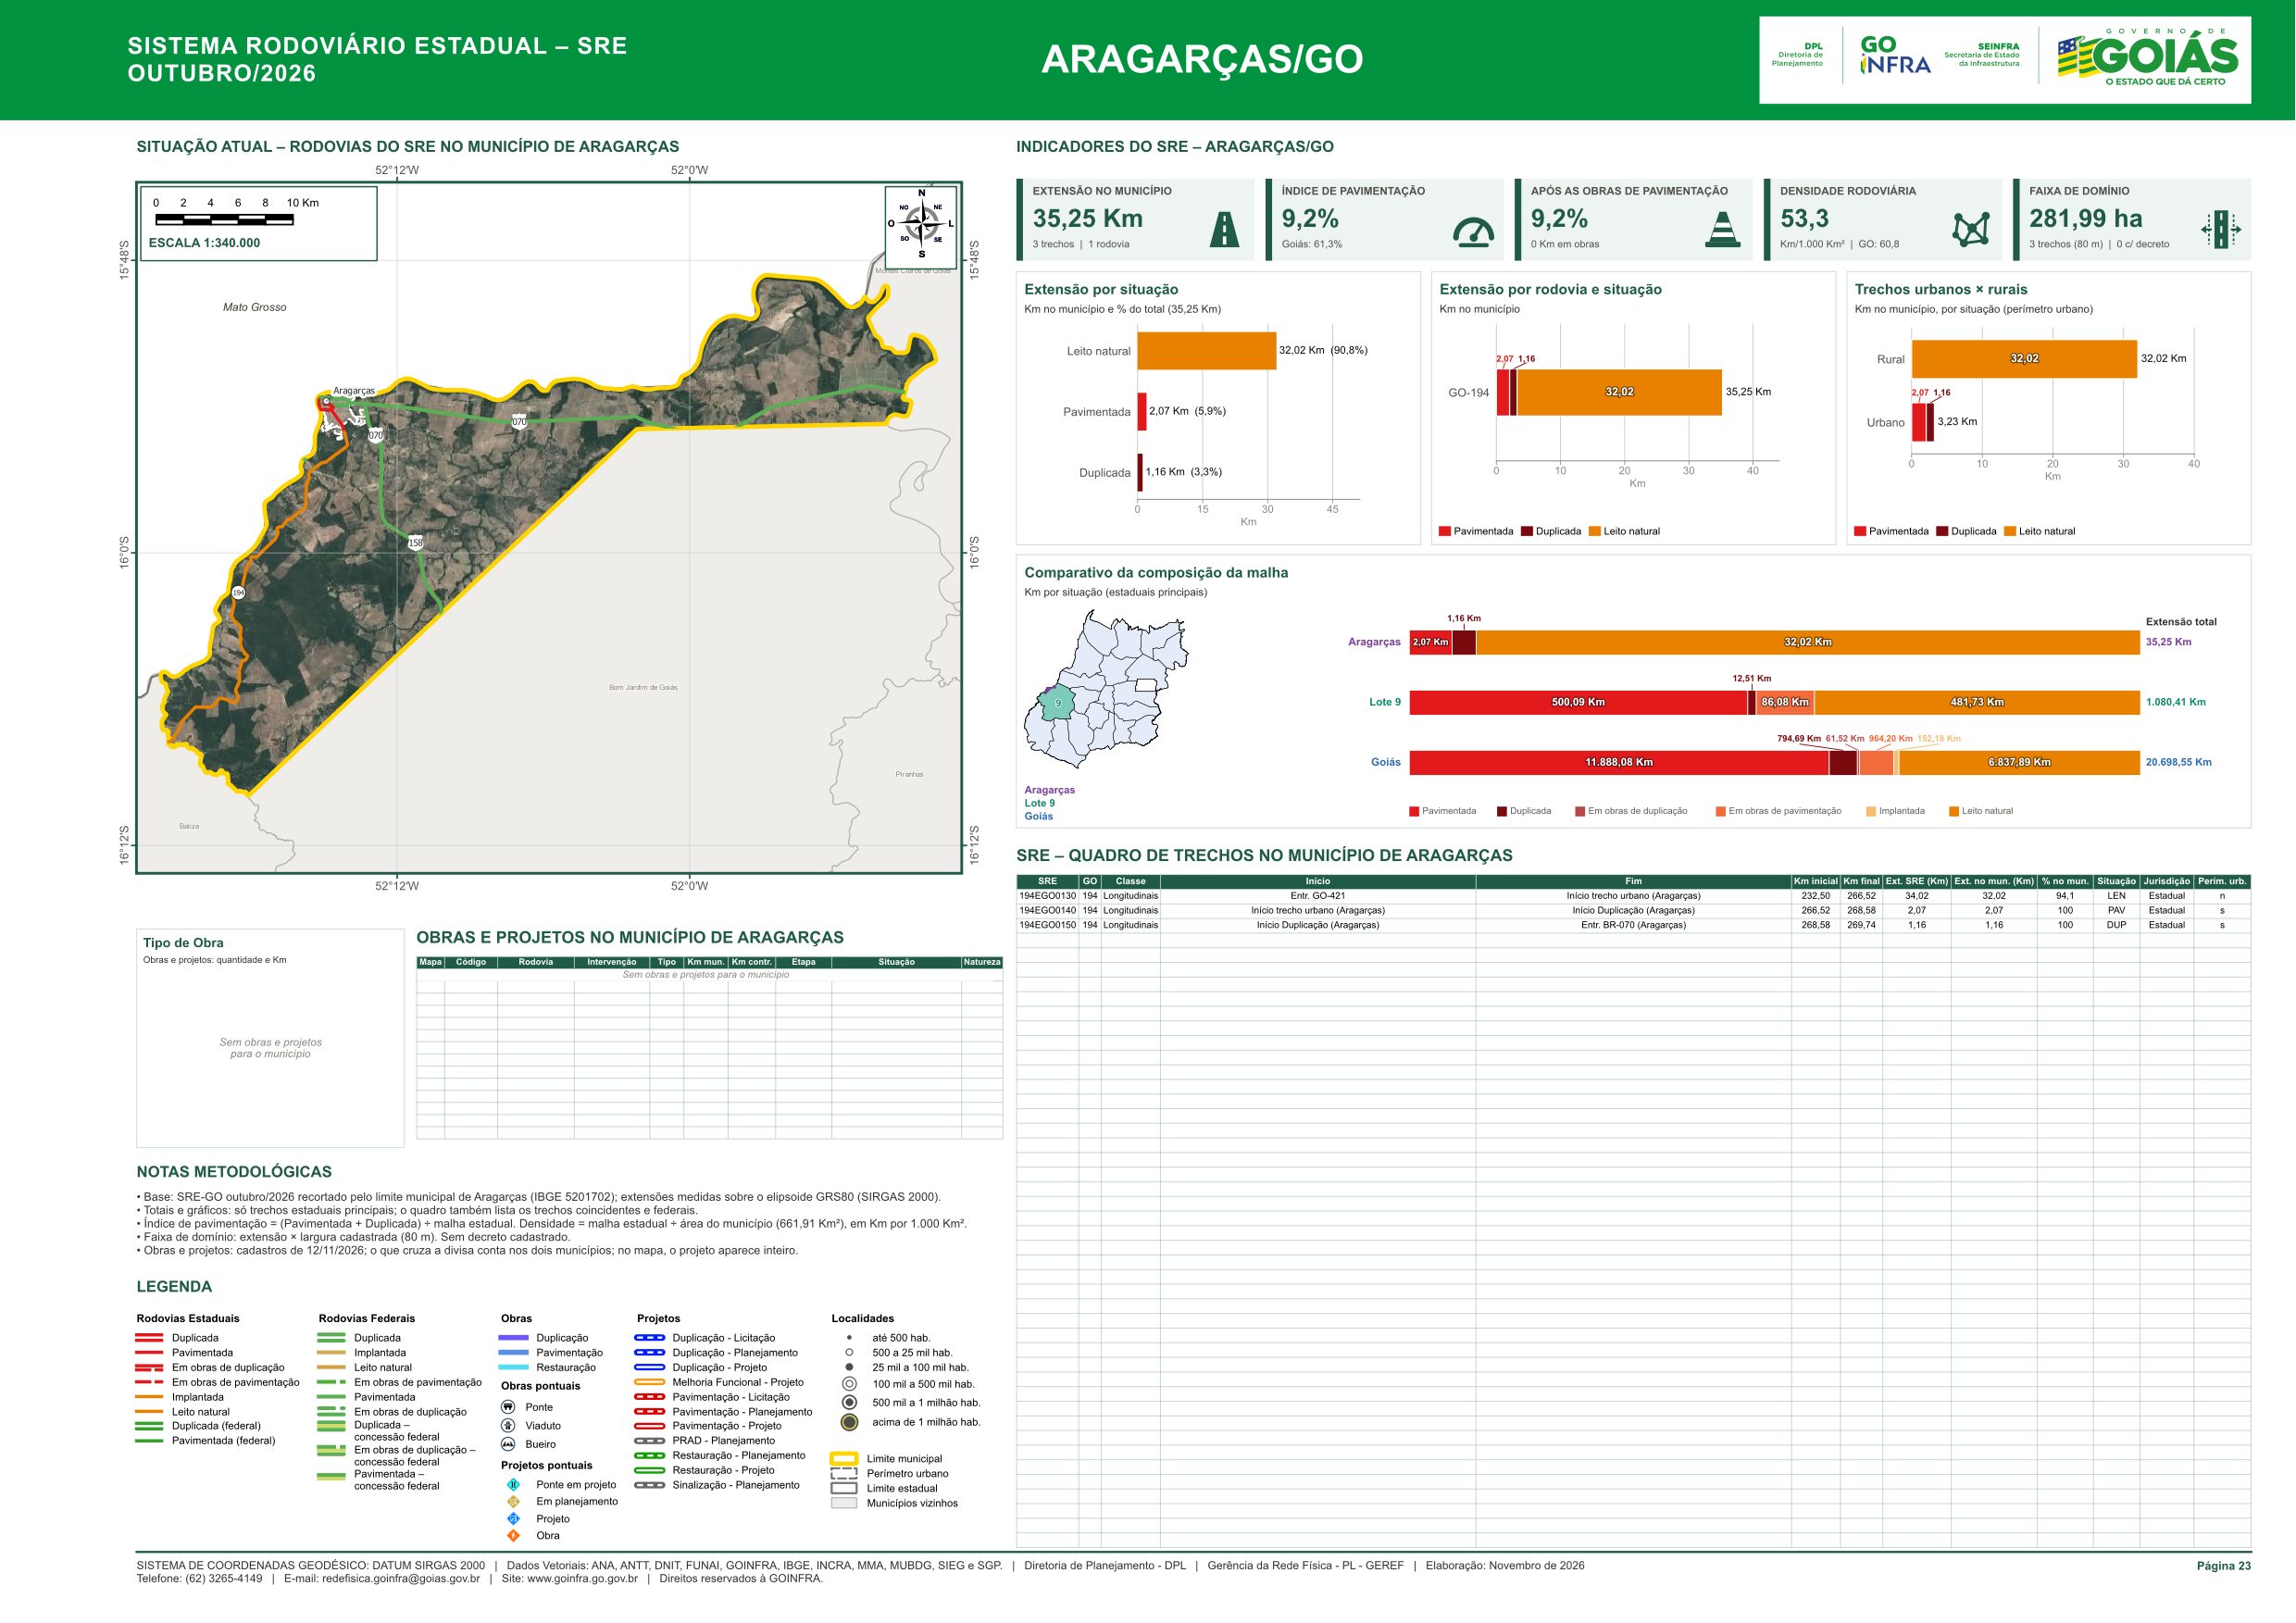 SISTEMA RODOVIÁRIO ESTADUAL – SRE
OUTUBRO/2026
ARAGARÇAS/GO
DPL
Diretoria de
Planejamento
GO
iNFRA
SEINFRA
Secretaria de Estado
da Infraestrutura
GOVERNO DE
GOIÁS
O ESTADO QUE DÁ CERTO
SITUAÇÃO ATUAL – RODOVIAS DO SRE NO MUNICÍPIO DE ARAGARÇAS
52°12'W 52°0'W
0 2 4 6 8 10 Km
ESCALA 1:340.000
N
NO NE
O L
SO SE
S
15°48'S 15°48'S
Montes Claros de Goiás
Mato Grosso
Aragarças
070
070
158
16°0'S 16°0'S
194
Bom Jardim de Goiás
Piranhas
Baliza
16°12'S 16°12'S
52°12'W 52°0'W
INDICADORES DO SRE – ARAGARÇAS/GO
EXTENSÃO NO MUNICÍPIO
35,25 Km
3 trechos | 1 rodovia
ÍNDICE DE PAVIMENTAÇÃO
9,2%
Goiás: 61,3%
APÓS AS OBRAS DE PAVIMENTAÇÃO
9,2%
0 Km em obras
DENSIDADE RODOVIÁRIA
53,3
Km/1.000 Km² | GO: 60,8
FAIXA DE DOMÍNIO
281,99 ha
3 trechos (80 m) | 0 c/ decreto
Extensão por situação
Km no município e % do total (35,25 Km)
Leito natural 32,02 Km (90,8%)
Pavimentada 2,07 Km (5,9%)
Duplicada 1,16 Km (3,3%)
0 15 30 45
Km
Extensão por rodovia e situação
Km no município
2,07 1,16
GO-194 32,02 35,25 Km
0 10 20 30 40
Km
Pavimentada Duplicada Leito natural
Trechos urbanos × rurais
Km no município, por situação (perímetro urbano)
Rural 32,02 32,02 Km
2,07 1,16
Urbano 3,23 Km
0 10 20 30 40
Km
Pavimentada Duplicada Leito natural
Comparativo da composição da malha
Km por situação (estaduais principais)
9
Aragarças
Lote 9
Goiás
1,16 Km Extensão total
Aragarças 2,07 Km 32,02 Km 35,25 Km
12,51 Km
Lote 9 500,09 Km 86,08 Km 481,73 Km 1.080,41 Km
794,69 Km 61,52 Km 964,20 Km 152,18 Km
Goiás 11.888,08 Km 6.837,89 Km 20.698,55 Km
Pavimentada Duplicada Em obras de duplicação Em obras de pavimentação Implantada Leito natural
SRE – QUADRO DE TRECHOS NO MUNICÍPIO DE ARAGARÇAS
SRE GO Classe Início Fim Km inicial Km final Ext. SRE (Km) Ext. no mun. (Km) % no mun. Situação Jurisdição Perím. urb.
194EGO0130 194 Longitudinais Entr. GO-421 Início trecho urbano (Aragarças) 232,50 266,52 34,02 32,02 94,1 LEN Estadual n
194EGO0140 194 Longitudinais Início trecho urbano (Aragarças) Início Duplicação (Aragarças) 266,52 268,58 2,07 2,07 100 PAV Estadual s
194EGO0150 194 Longitudinais Início Duplicação (Aragarças) Entr. BR-070 (Aragarças) 268,58 269,74 1,16 1,16 100 DUP Estadual s
Tipo de Obra
Obras e projetos: quantidade e Km
Sem obras e projetos
para o município
OBRAS E PROJETOS NO MUNICÍPIO DE ARAGARÇAS
Mapa Código Rodovia Intervenção Tipo Km mun. Km contr. Etapa Situação Natureza
Sem obras e projetos para o município
NOTAS METODOLÓGICAS
• Base: SRE-GO outubro/2026 recortado pelo limite municipal de Aragarças (IBGE 5201702); extensões medidas sobre o elipsoide GRS80 (SIRGAS 2000).
• Totais e gráficos: só trechos estaduais principais; o quadro também lista os trechos coincidentes e federais.
• Índice de pavimentação = (Pavimentada + Duplicada) ÷ malha estadual. Densidade = malha estadual ÷ área do município (661,91 Km²), em Km por 1.000 Km².
• Faixa de domínio: extensão × largura cadastrada (80 m). Sem decreto cadastrado.
• Obras e projetos: cadastros de 12/11/2026; o que cruza a divisa conta nos dois municípios; no mapa, o projeto aparece inteiro.
LEGENDA
Rodovias Estaduais
Duplicada
Pavimentada
Em obras de duplicação
Em obras de pavimentação
Implantada
Leito natural
Duplicada (federal)
Pavimentada (federal)
Rodovias Federais
Duplicada
Implantada
Leito natural
Em obras de pavimentação
Pavimentada
Em obras de duplicação
Duplicada –
concessão federal
Em obras de duplicação –
concessão federal
Pavimentada –
concessão federal
Obras
Duplicação
Pavimentação
Restauração
Obras pontuais
Ponte
Viaduto
Bueiro
Projetos pontuais
Ponte em projeto
Em planejamento
Projeto
Obra
Projetos
Duplicação - Licitação
Duplicação - Planejamento
Duplicação - Projeto
Melhoria Funcional - Projeto
Pavimentação - Licitação
Pavimentação - Planejamento
Pavimentação - Projeto
PRAD - Planejamento
Restauração - Planejamento
Restauração - Projeto
Sinalização - Planejamento
Localidades
até 500 hab.
500 a 25 mil hab.
25 mil a 100 mil hab.
100 mil a 500 mil hab.
500 mil a 1 milhão hab.
acima de 1 milhão hab.
Limite municipal
Perímetro urbano
Limite estadual
Municípios vizinhos
SISTEMA DE COORDENADAS GEODÉSICO: DATUM SIRGAS 2000 | Dados Vetoriais: ANA, ANTT, DNIT, FUNAI, GOINFRA, IBGE, INCRA, MMA, MUBDG, SIEG e SGP. | Diretoria de Planejamento - DPL | Gerência da Rede Física - PL - GEREF | Elaboração: Novembro de 2026
Telefone: (62) 3265-4149 | E-mail: redefisica.goinfra@goias.gov.br | Site: www.goinfra.go.gov.br | Direitos reservados à GOINFRA.
Página 23